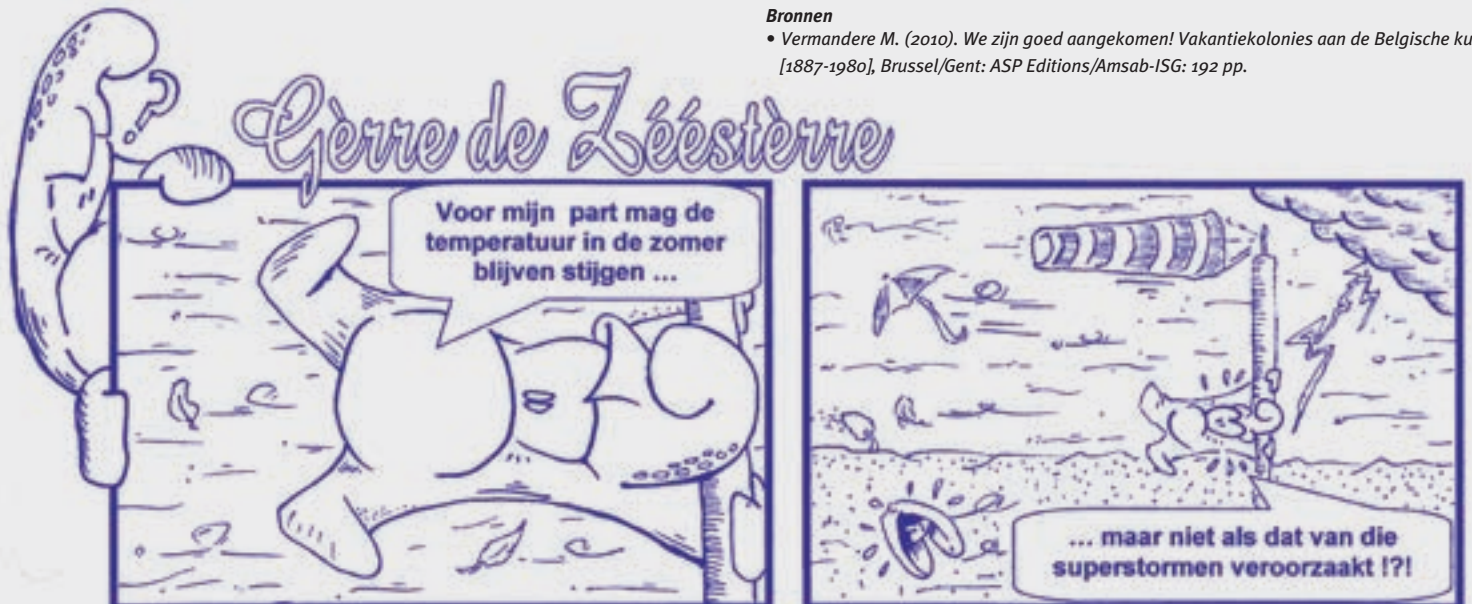 Bronnen
• Vermandere M. (2010). We zijn goed aangekomen! Vakantiekolonies aan de Belgische ku
[1887-1980], Brussel/Gent: ASP Editions/Amsab-ISG: 192 pp.
Gèrre de Zééstèrre
Voor mijn part mag de
temperatuur in de zomer
blijven stijgen ...
... maar niet als dat van die
superstormen veroorzaakt !?!